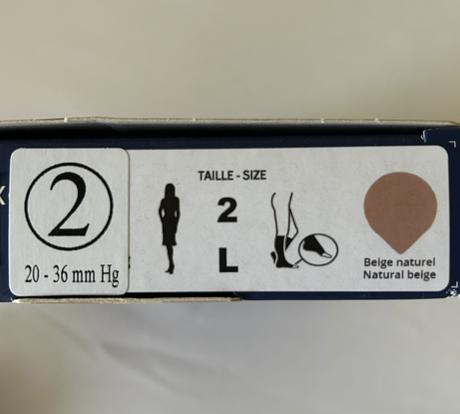 2
20 - 36 mm Hg
TAILLE - SIZE
2
L
Beige naturel
Natural beige